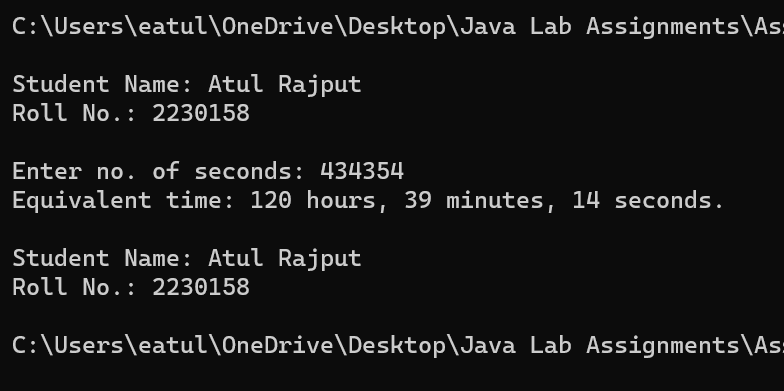 C:\Users\eatul\OneDrive\Desktop\Java Lab Assignments\As
Student Name: Atul Rajput
Roll No.: 2230158
Enter no. of seconds: 434354
Equivalent time: 120 hours, 39 minutes, 14 seconds.
Student Name: Atul Rajput
Roll No.: 2230158
C:\Users\eatul\OneDrive\Desktop\Java Lab Assignments\As